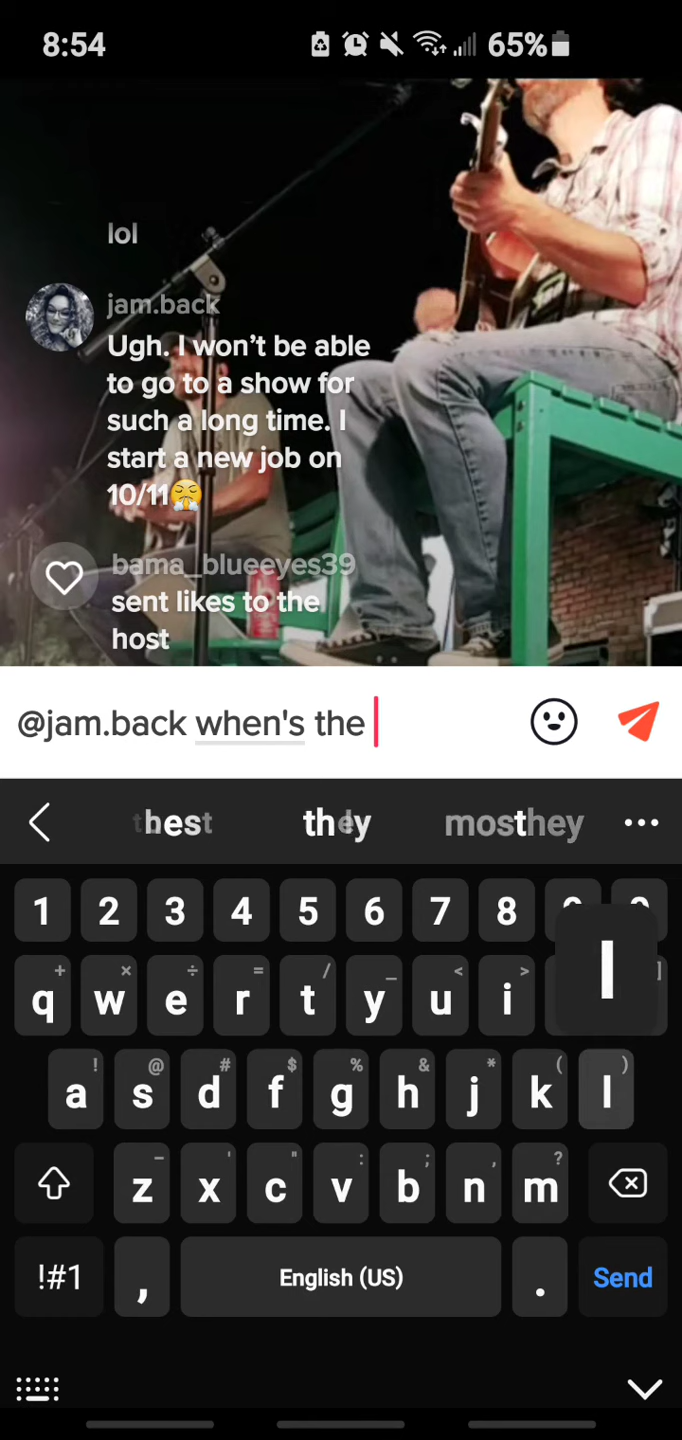 8:54 65%
lol
jam.back
Ugh. I won’t be able
to go to a show for
such a long time. I
start a new job on
10/11😤
bama_blueeyes39
sent likes to the
host
@jam.back when's the
best they mosthey
1 2 3 4 5 6 7 8
+ × ÷ = / _ < > ]
q w e r t y u i l
! @ # $ % & * ( )
a s d f g h j k l
- ' " : ; , ?
z x c v b n m
!#1 , English (US) . Send